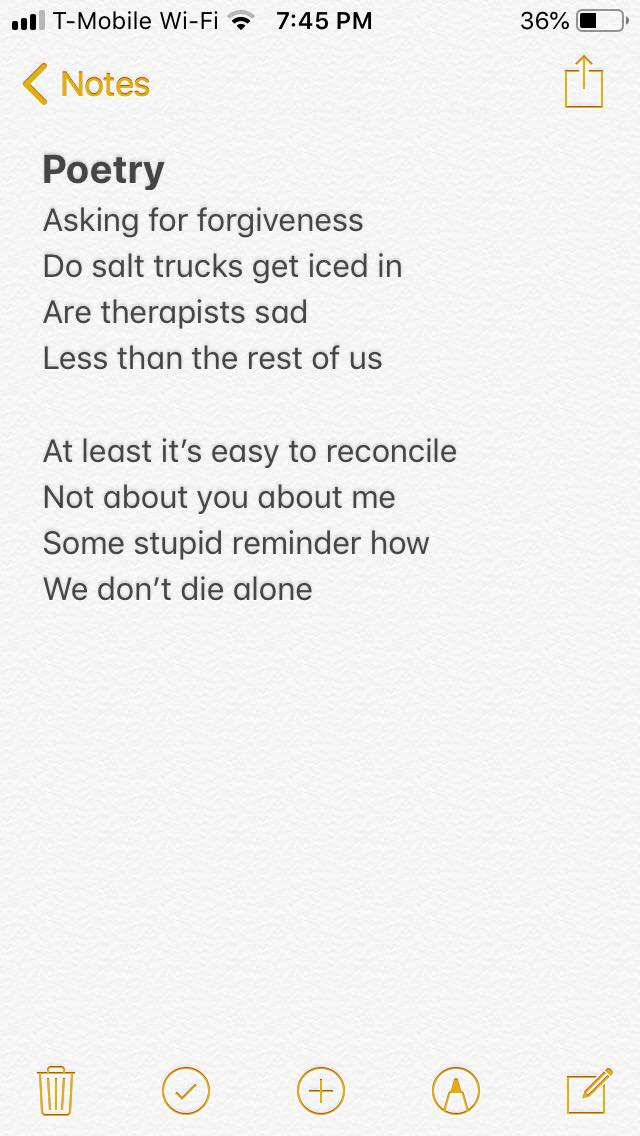 T-Mobile Wi-Fi 7:45 PM 36%
Notes
Poetry
Asking for forgiveness
Do salt trucks get iced in
Are therapists sad
Less than the rest of us
At least it’s easy to reconcile
Not about you about me
Some stupid reminder how
We don’t die alone